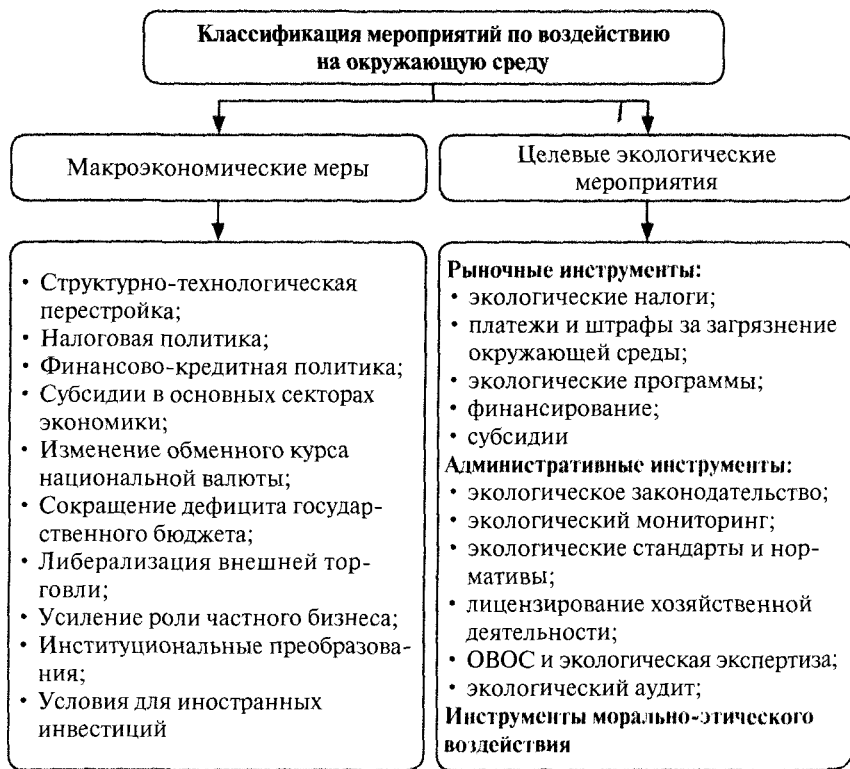 Классификация мероприятий по воздействию
на окружающую среду
Макроэкономические меры
Целевые экологические
мероприятия
• Структурно-технологическая
перестройка;
• Налоговая политика;
• Финансово-кредитная политика;
• Субсидии в основных секторах
экономики;
• Изменение обменного курса
национальной валюты;
• Сокращение дефицита государ-
ственного бюджета;
• Либерализация внешней тор-
говли;
• Усиление роли частного бизнеса;
• Институциональные преобразова-
ния;
• Условия для иностранных
инвестиций
Рыночные инструменты:
• экологические налоги;
• платежи и штрафы за загрязнение
окружающей среды;
• экологические программы;
• финансирование;
• субсидии
Административные инструменты:
• экологическое законодательство;
• экологический мониторинг;
• экологические стандарты и нор-
мативы;
• лицензирование хозяйственной
деятельности;
• ОВОС и экологическая экспертиза;
• экологический аудит;
Инструменты морально-этического
воздействия